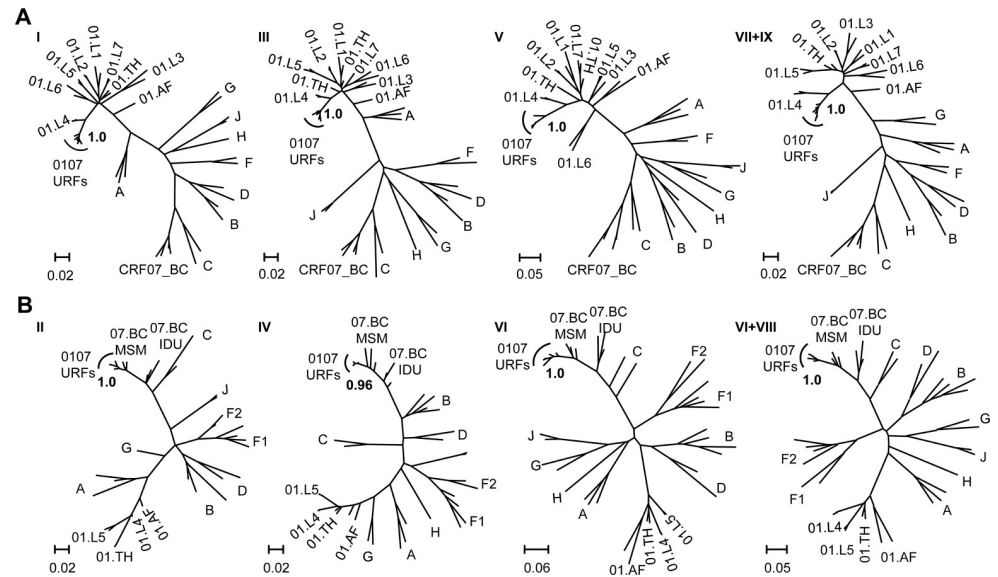 A
I
01.L6
01.L5
01.L2
01.L1
01.L7
01.TH
01.L3
01.AF
01.L4
1.0
0107
URFs
A
G
J
H
F
D
B
C
CRF07_BC
0.02
III
01.L5
01.L2
01.L1
01.TH
01.L7
01.L6
01.L3
01.AF
01.TH
01.L4
1.0
0107
URFs
A
F
D
B
G
H
C
J
CRF07_BC
0.02
V
01.L1
01.L7
01.L2
01.TH
01.TH
01.L5
01.L3
01.AF
01.L4
1.0
0107
URFs
01.L6
A
F
J
G
H
D
B
C
CRF07_BC
0.05
VII+IX
01.L3
01.L2
01.TH
01.L1
01.L7
01.L6
01.L5
01.AF
01.L4
1.0
0107
URFs
G
A
F
D
B
H
C
J
CRF07_BC
0.02
B
II
07.BC
MSM
07.BC
IDU
C
0107
URFs
1.0
J
F2
F1
G
D
B
A
01.L5
01.L4
01.AF
01.TH
0.02
IV
07.BC
MSM
07.BC
IDU
0107
URFs
0.96
B
D
C
F2
F1
H
A
G
01.L5
01.L4
01.TH
01.AF
0.02
VI
07.BC
MSM
07.BC
IDU
0107
URFs
1.0
C
F2
F1
B
D
J
G
H
A
01.L5
01.L4
01.TH
01.AF
0.06
VI+VIII
07.BC
MSM
07.BC
IDU
0107
URFs
1.0
C
D
B
G
J
H
A
F2
F1
01.L4
01.L5
01.TH
01.AF
0.05